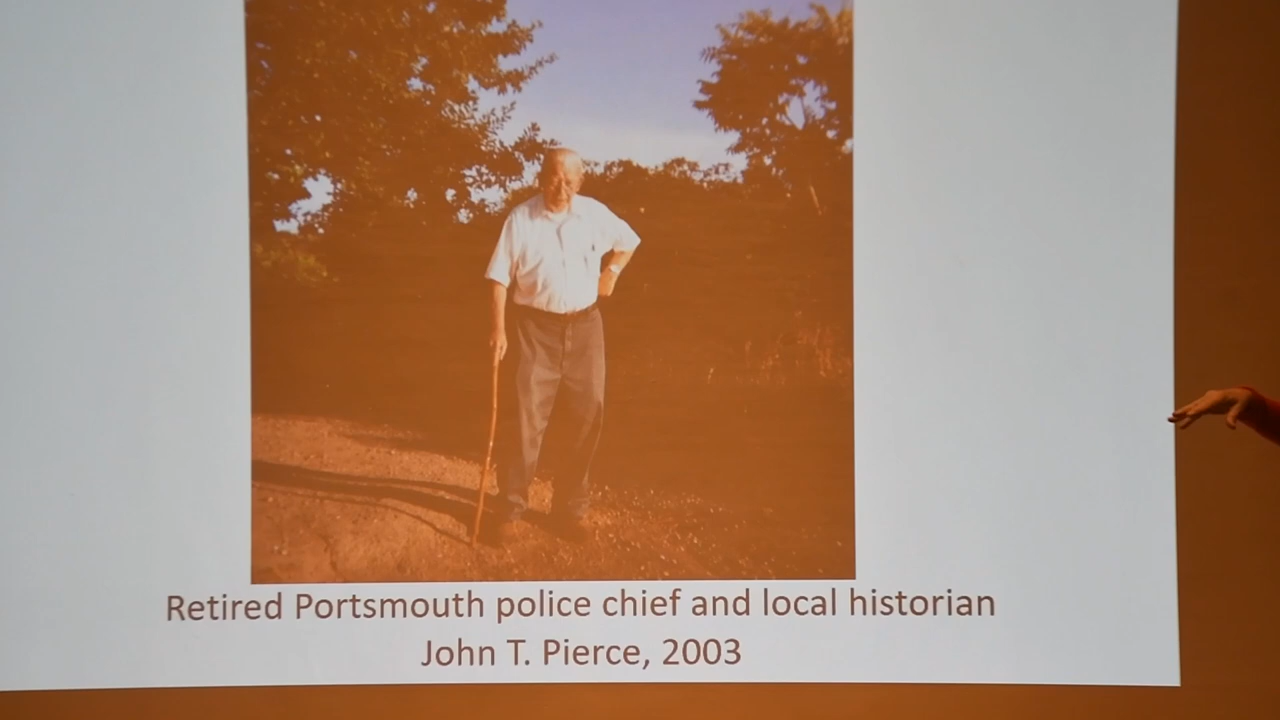 Retired Portsmouth police chief and local historian
John T. Pierce, 2003